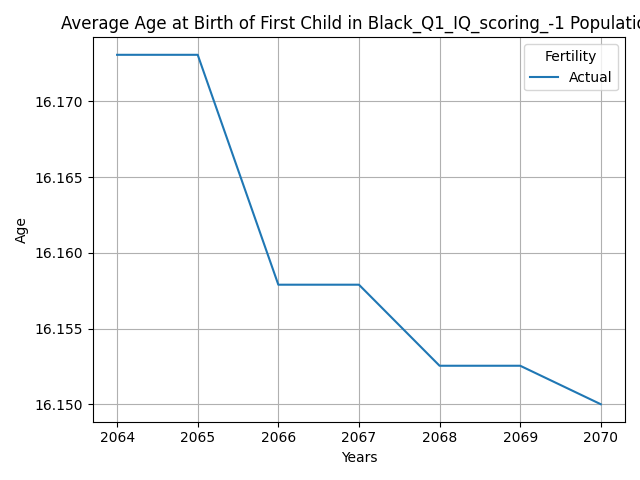 Average Age at Birth of First Child in Black_Q1_IQ_scoring_-1 Populatio
Fertility
Actual
16.170
16.165
16.160
16.155
16.150
Age
2064 2065 2066 2067 2068 2069 2070
Years